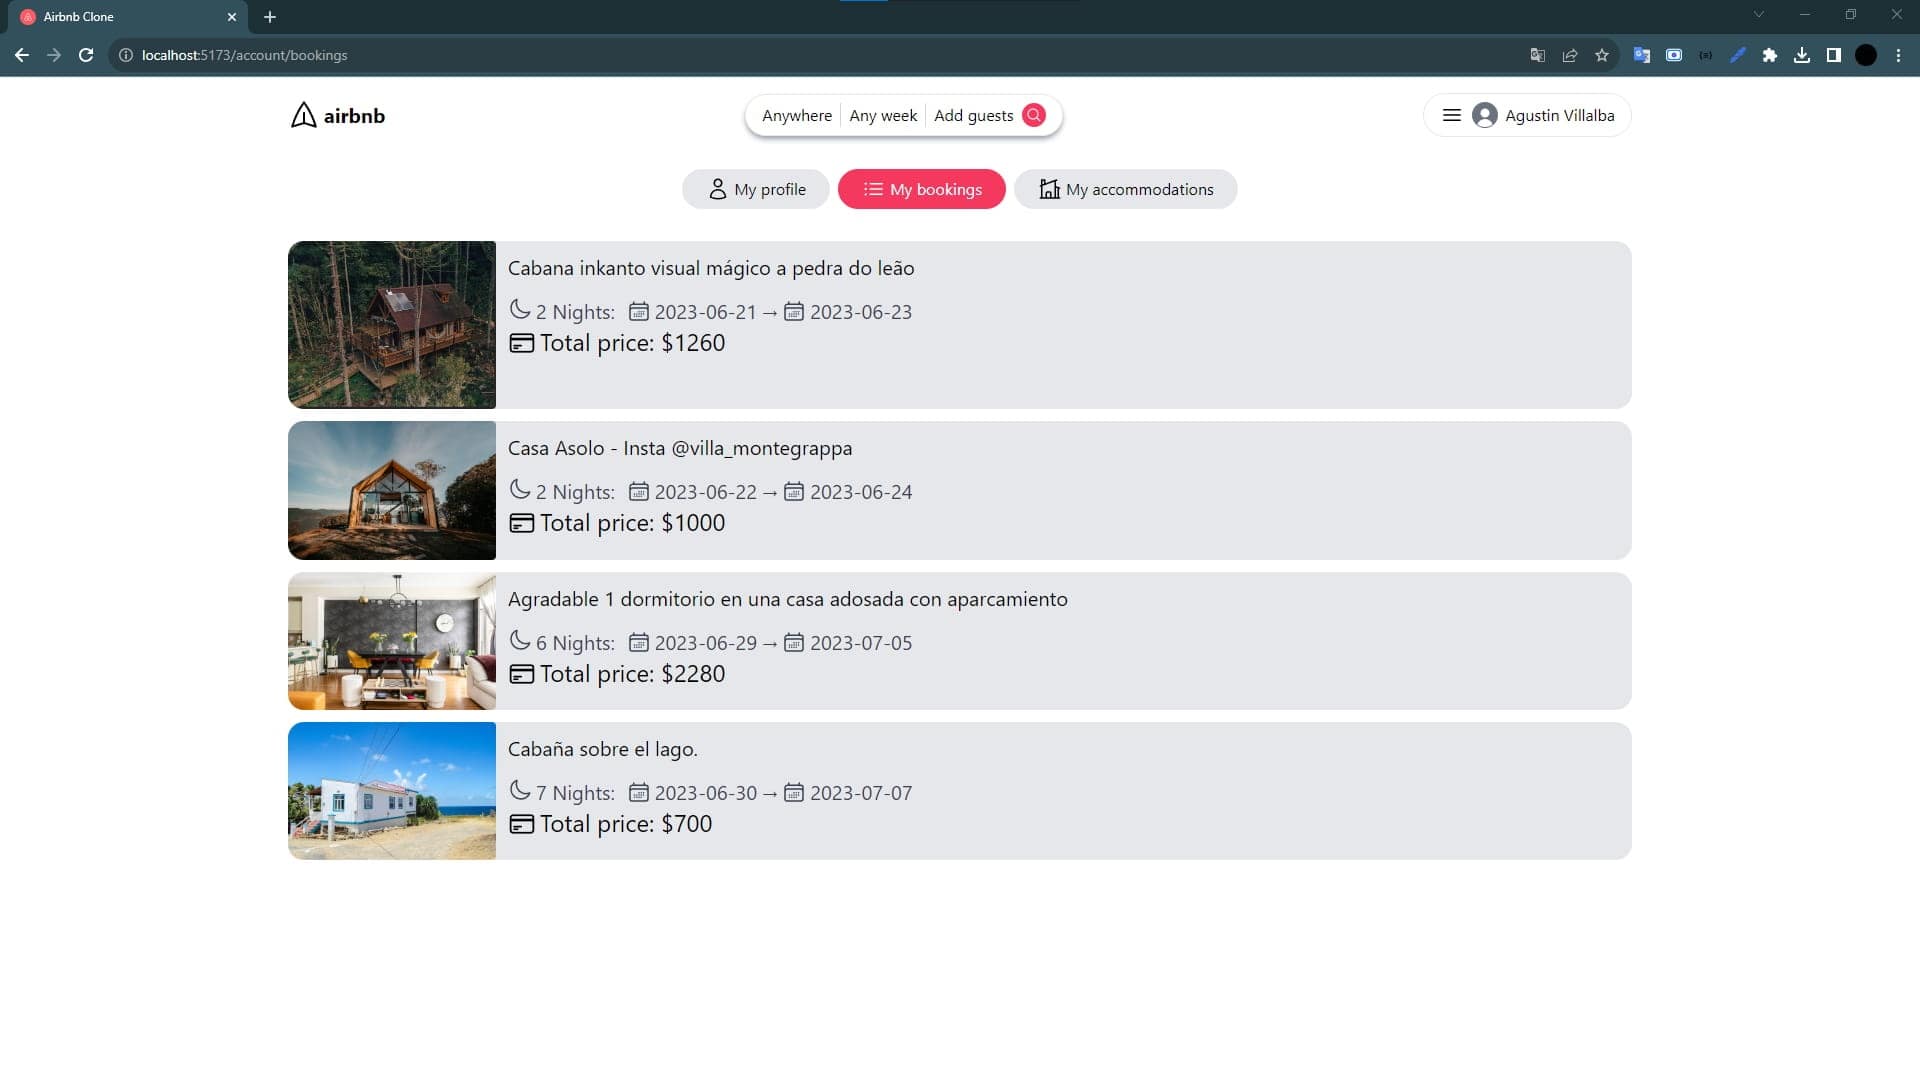 Airbnb Clone
localhost:5173/account/bookings
airbnb
Anywhere Any week Add guests
Agustin Villalba
My profile My bookings My accommodations
Cabana inkanto visual mágico a pedra do leão
2 Nights: 2023-06-21 → 2023-06-23
Total price: $1260
Casa Asolo - Insta @villa_montegrappa
2 Nights: 2023-06-22 → 2023-06-24
Total price: $1000
Agradable 1 dormitorio en una casa adosada con aparcamiento
6 Nights: 2023-06-29 → 2023-07-05
Total price: $2280
Cabaña sobre el lago.
7 Nights: 2023-06-30 → 2023-07-07
Total price: $700